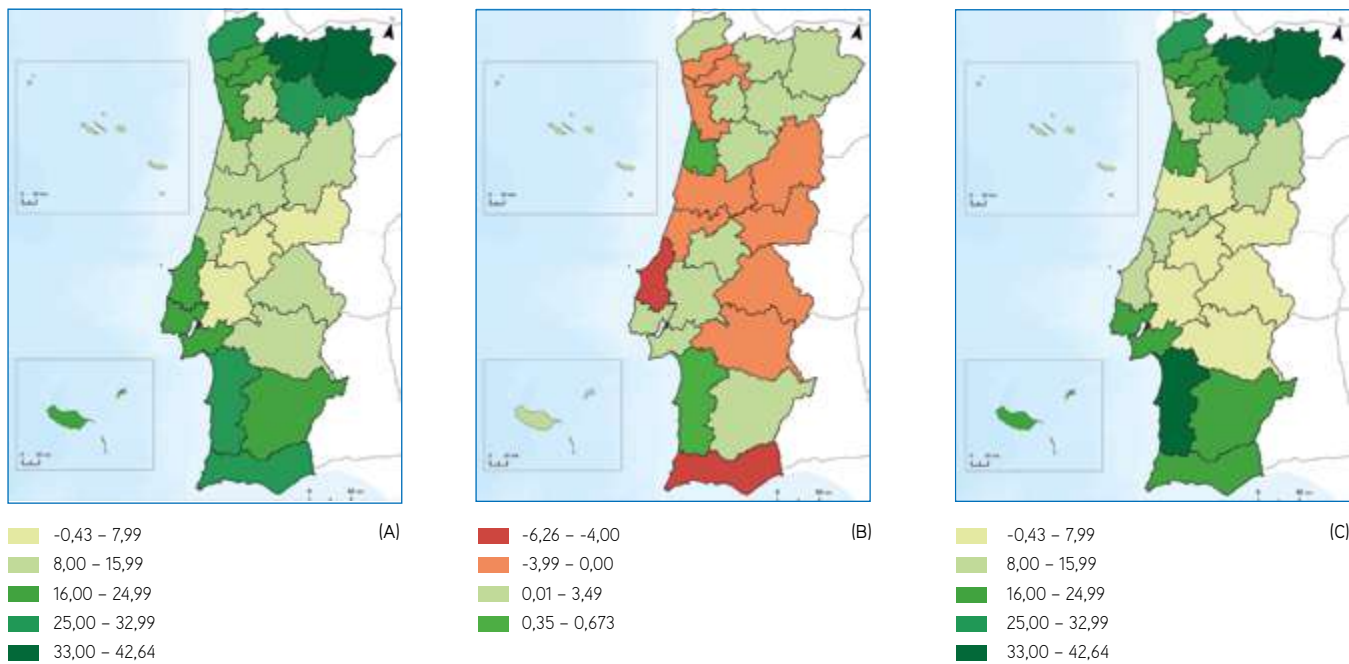 (A)
-0,43 – 7,99
8,00 – 15,99
16,00 – 24,99
25,00 – 32,99
33,00 – 42,64
(B)
-6,26 – -4,00
-3,99 – 0,00
0,01 – 3,49
0,35 – 0,673
(C)
-0,43 – 7,99
8,00 – 15,99
16,00 – 24,99
25,00 – 32,99
33,00 – 42,64